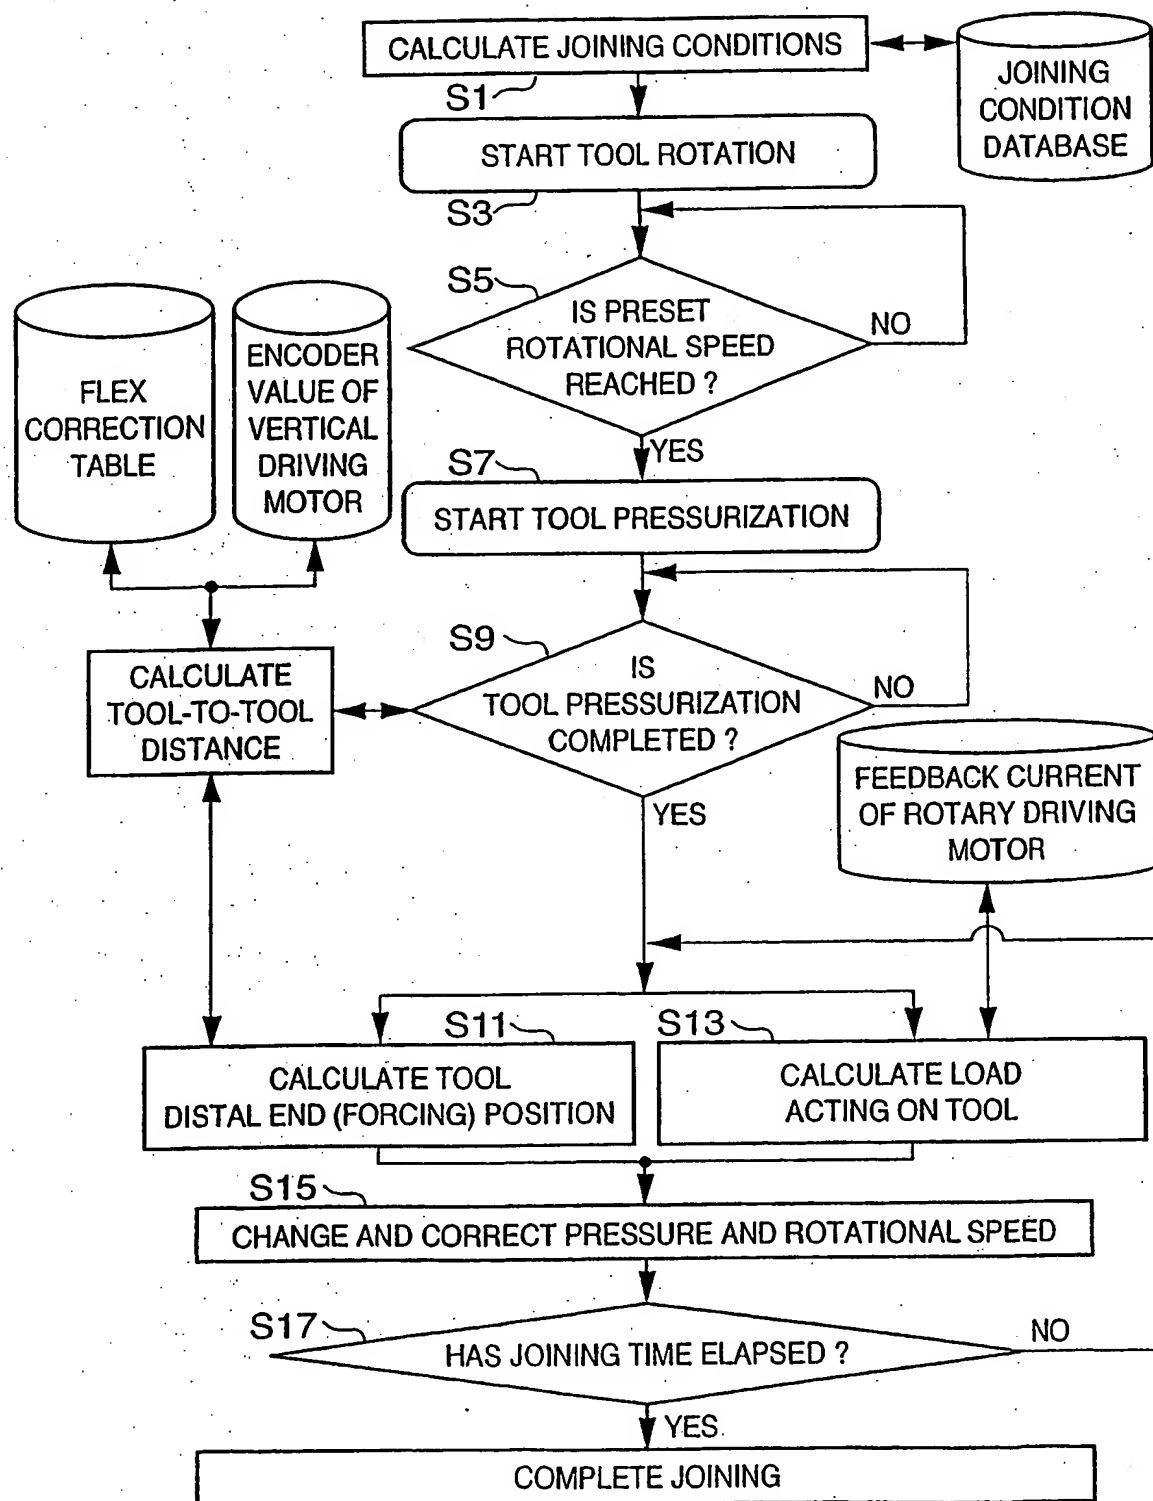 CALCULATE JOINING CONDITIONS
JOINING
CONDITION
DATABASE
S1
START TOOL ROTATION
S3
S5
IS PRESET
ROTATIONAL SPEED
REACHED ?
NO
YES
FLEX
CORRECTION
TABLE
ENCODER
VALUE OF
VERTICAL
DRIVING
MOTOR
S7
START TOOL PRESSURIZATION
S9
IS
TOOL PRESSURIZATION
COMPLETED ?
NO
YES
CALCULATE
TOOL-TO-TOOL
DISTANCE
FEEDBACK CURRENT
OF ROTARY DRIVING
MOTOR
S11
CALCULATE TOOL
DISTAL END (FORCING) POSITION
S13
CALCULATE LOAD
ACTING ON TOOL
S15
CHANGE AND CORRECT PRESSURE AND ROTATIONAL SPEED
S17
HAS JOINING TIME ELAPSED ?
NO
YES
COMPLETE JOINING